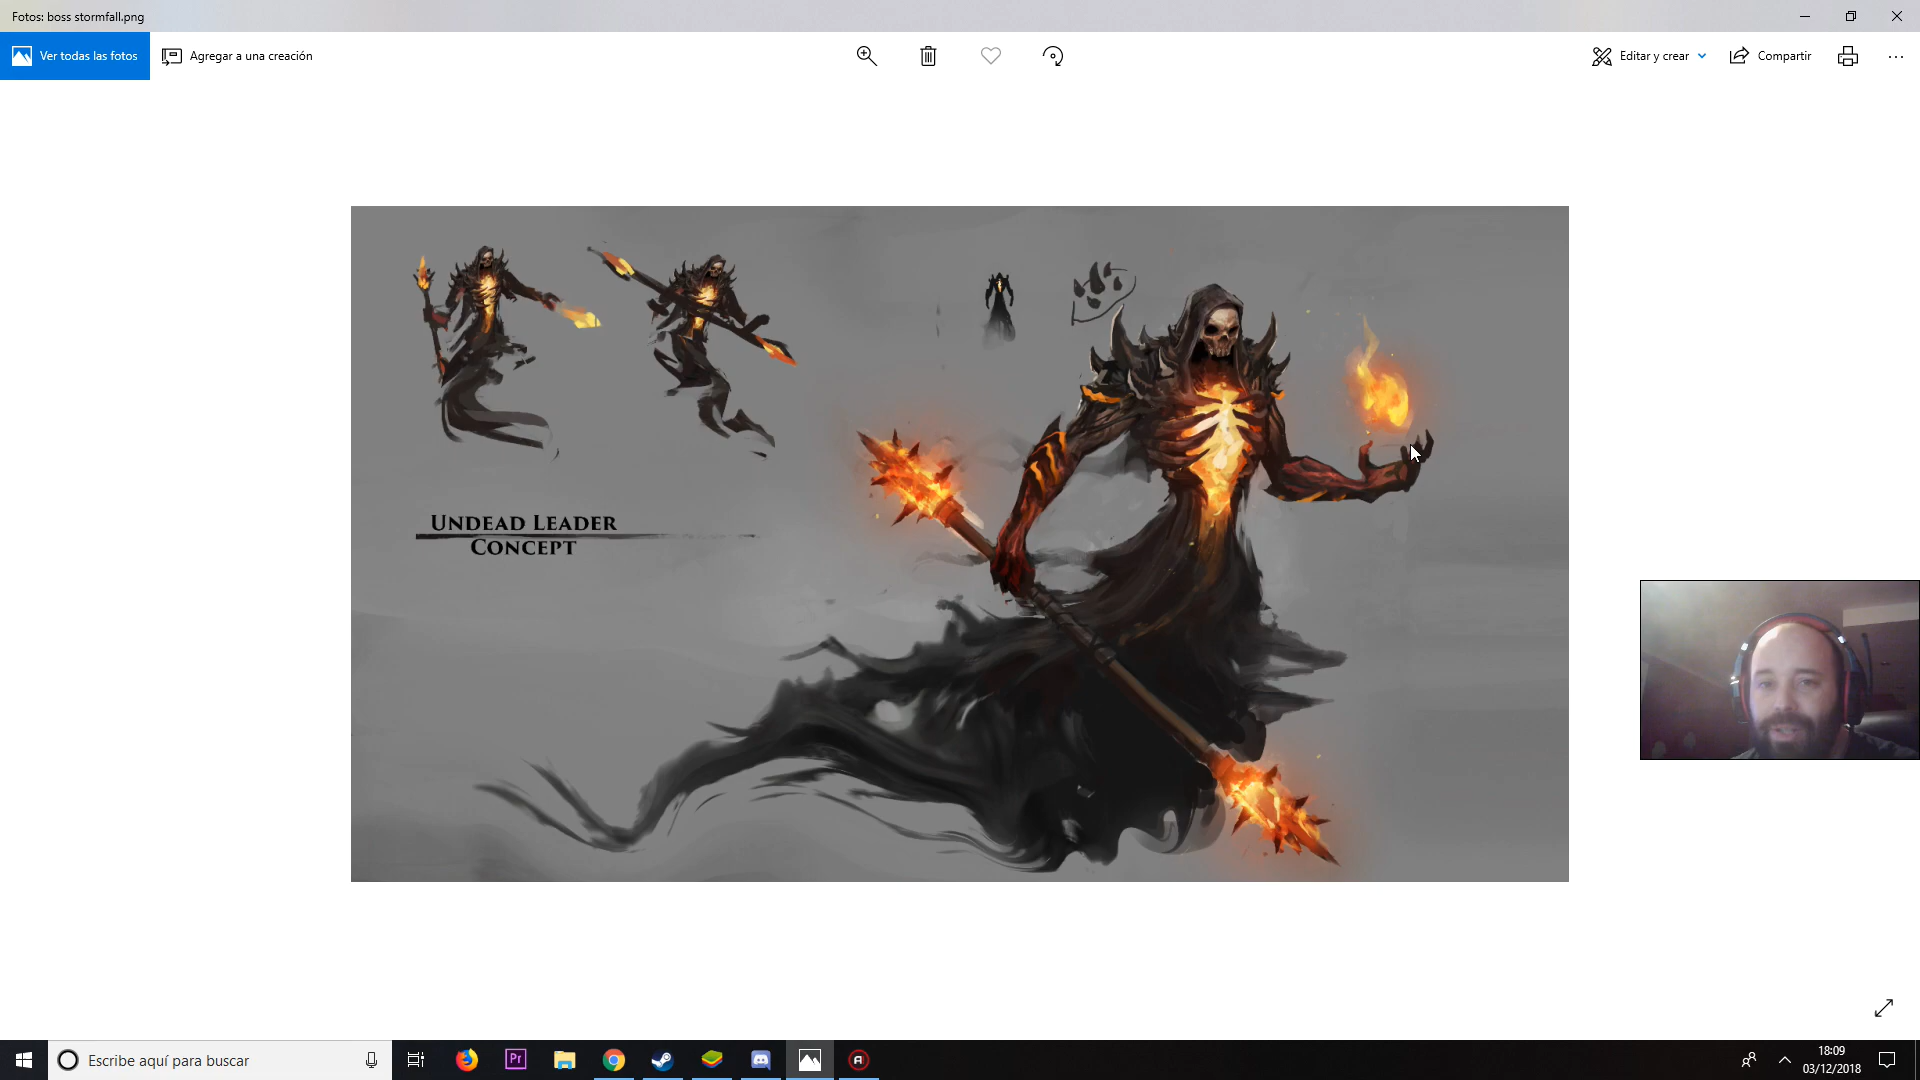 Fotos: boss stormfall.png
Ver todas las fotos
Agregar a una creación
Editar y crear
Compartir
UNDEAD LEADER
CONCEPT
Escribe aquí para buscar
Pr
18:09
03/12/2018